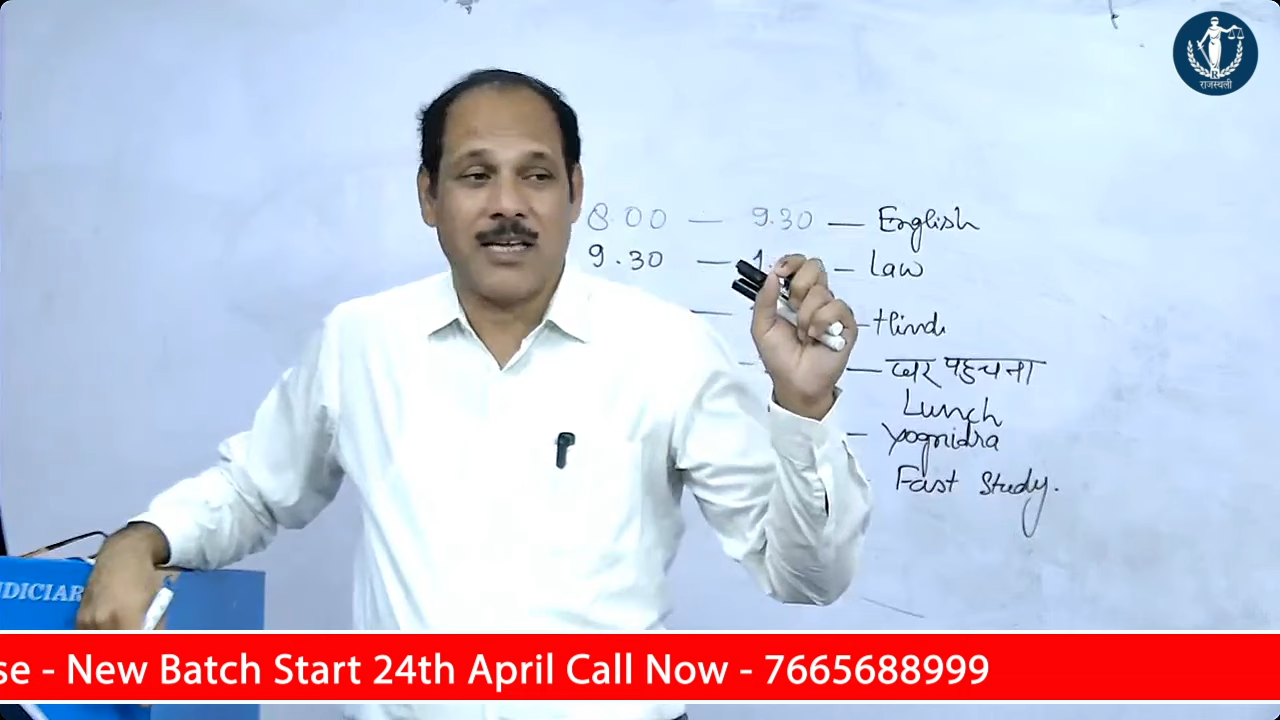 राजस्थली
8.00 — 9.30 — English
9.30 — — Law
— — Hindi
— — घर पहुचना
Lunch
— Yognidra
Fast Study.
UDICIAR
se - New Batch Start 24th April Call Now - 7665688999